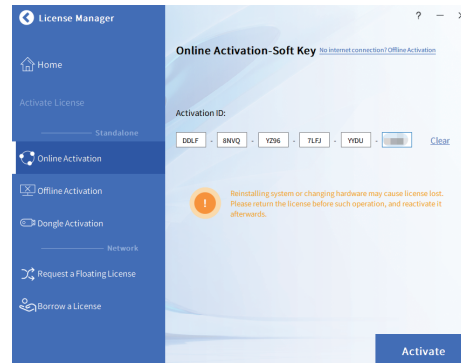 License Manager
?
Home
Online Activation-Soft Key No internet connection? Offline Activation
Activate License
Activation ID:
Standalone
DDLF - 8NVQ - YZ96 - 7LFJ - YYDU -
Clear
Online Activation
Offline Activation
Dongle Activation
Reinstalling system or changing hardware may cause license lost.
Please return the license before such operation, and reactivate it
afterwards.
Network
Request a Floating License
Borrow a License
Activate